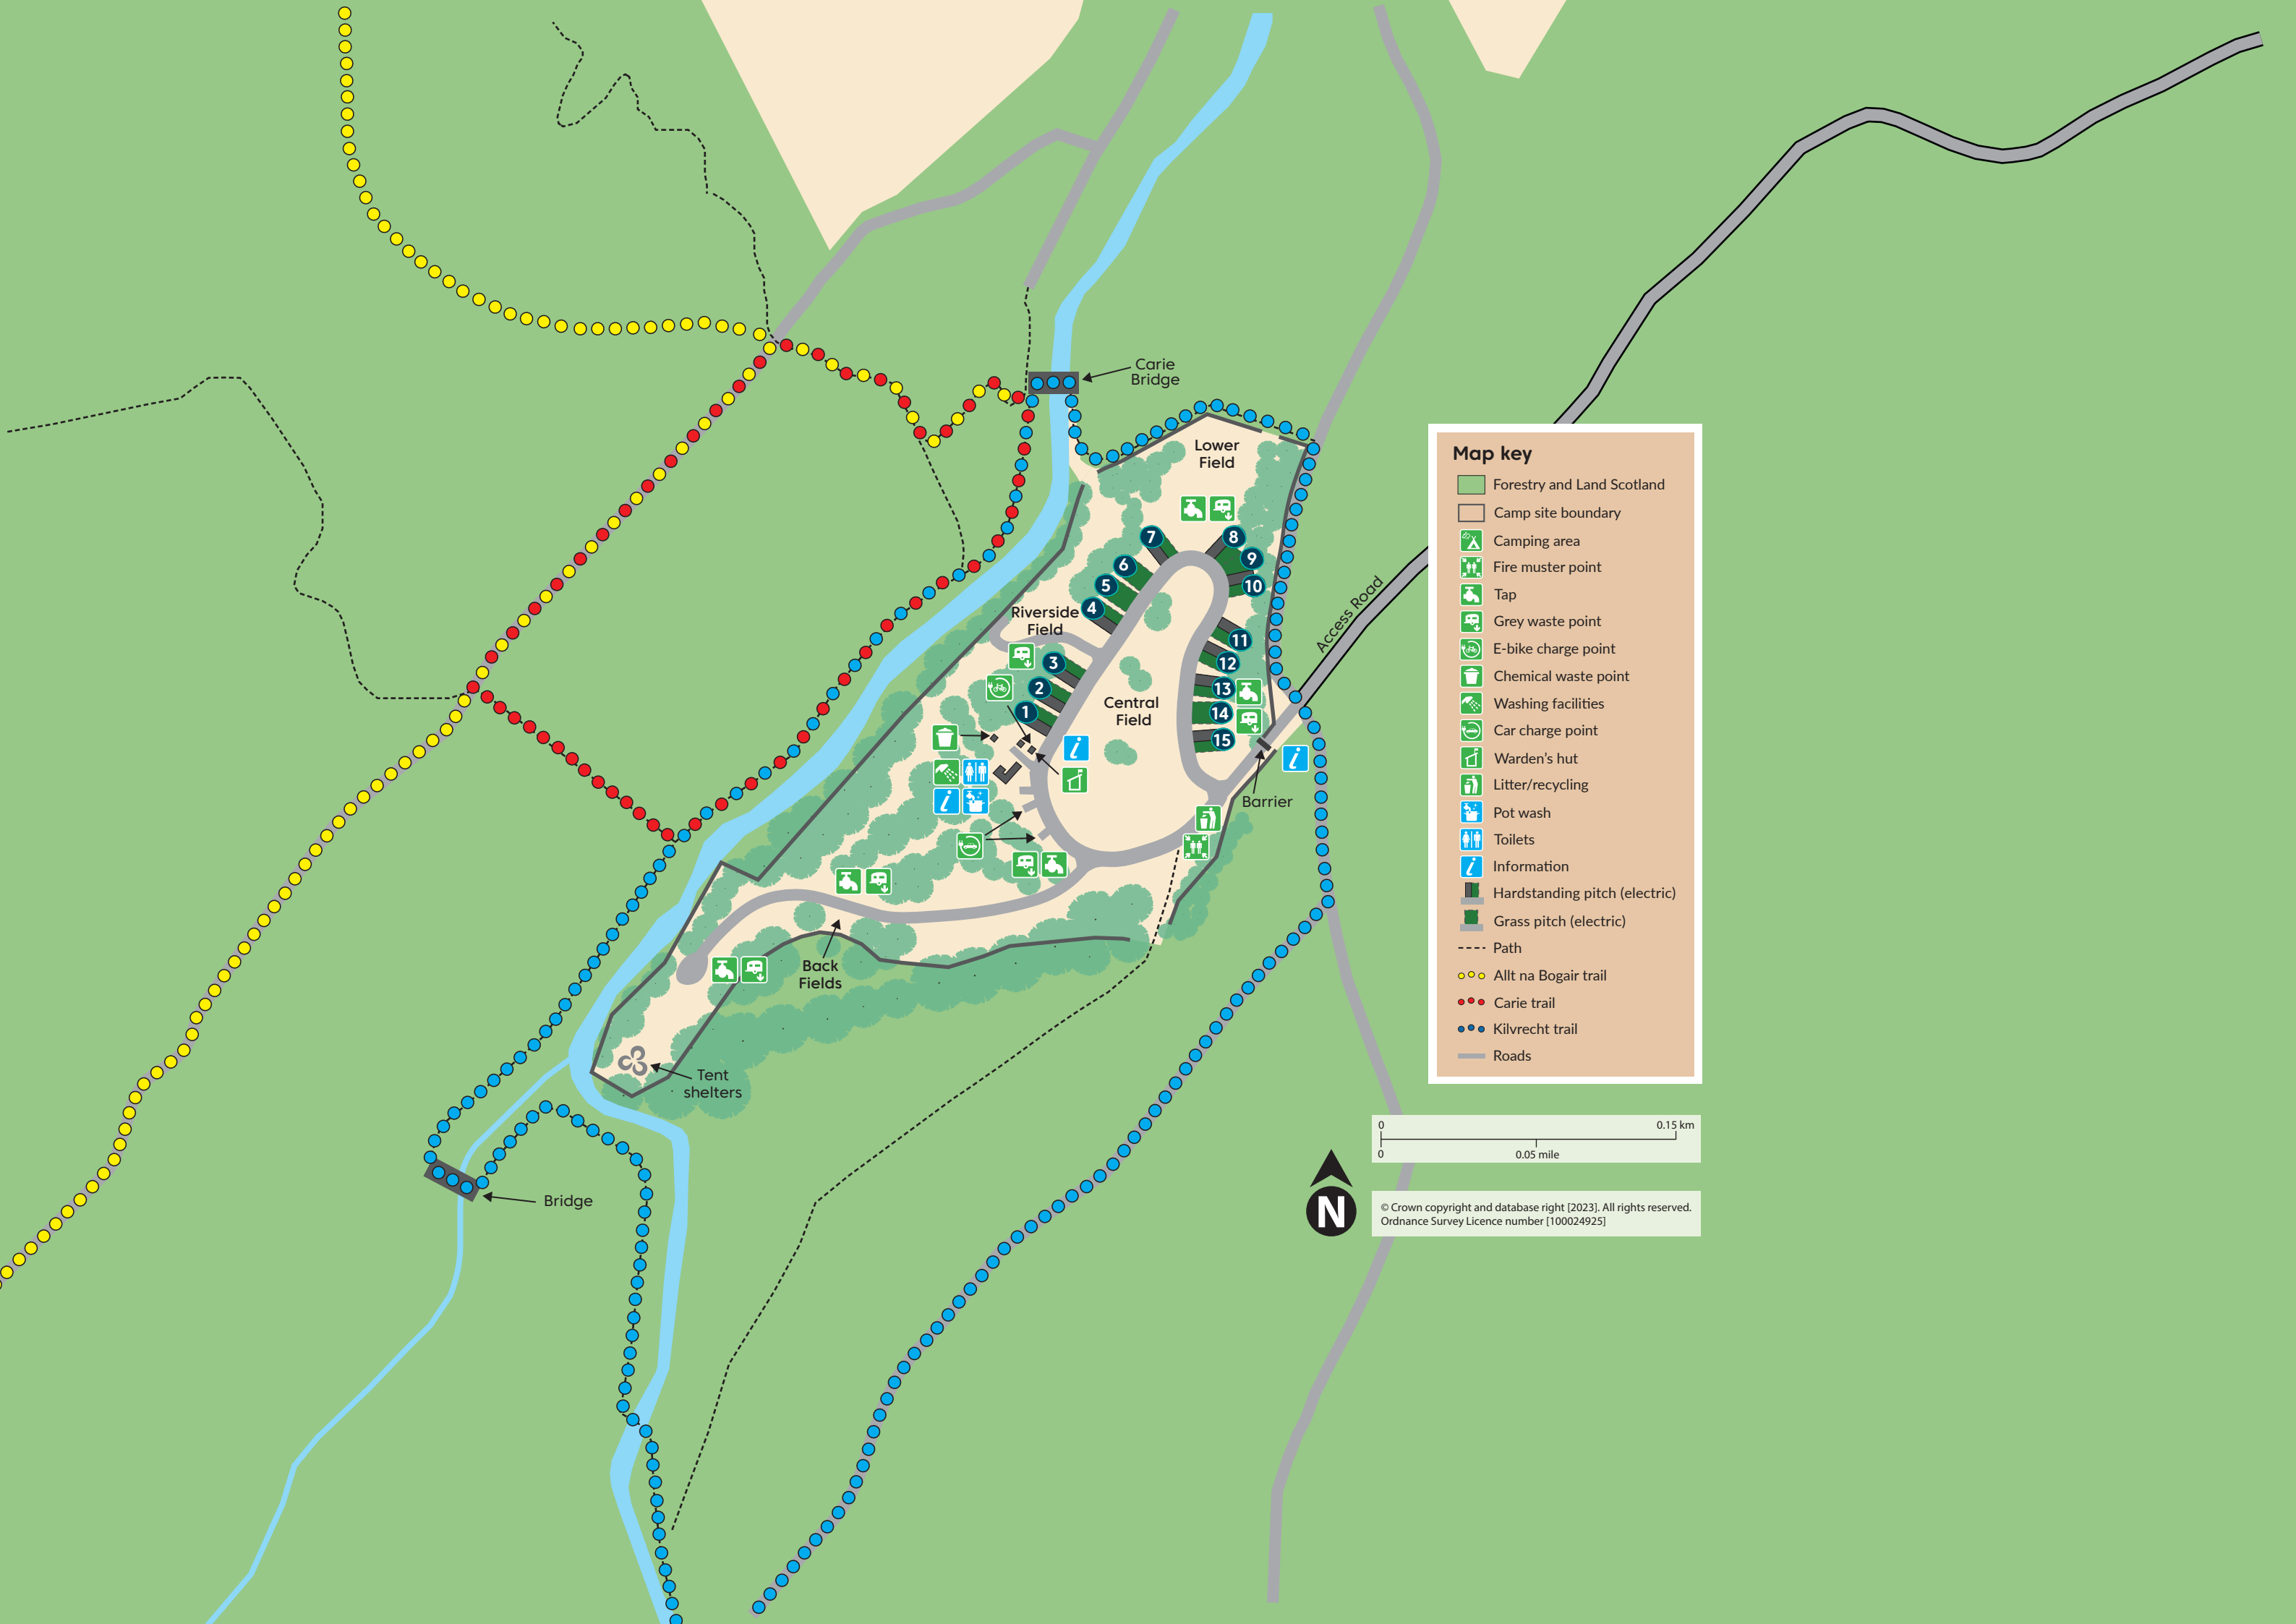 Carie
Bridge
Lower
Field
7
8
9
6
10
5
4
Riverside
Field
Access Road
11
3
12
2
13
1
Central
Field
14
15
Barrier
Back
Fields
Tent
shelters
Bridge
Map key
Forestry and Land Scotland
Camp site boundary
Camping area
Fire muster point
Tap
Grey waste point
E-bike charge point
Chemical waste point
Washing facilities
Car charge point
Warden's hut
Litter/recycling
Pot wash
Toilets
Information
Hardstanding pitch (electric)
Grass pitch (electric)
Path
Allt na Bogair trail
Carie trail
Kilvrecht trail
Roads
0 0.15 km
0 0.05 mile
N
© Crown copyright and database right [2023]. All rights reserved.
Ordnance Survey Licence number [100024925]